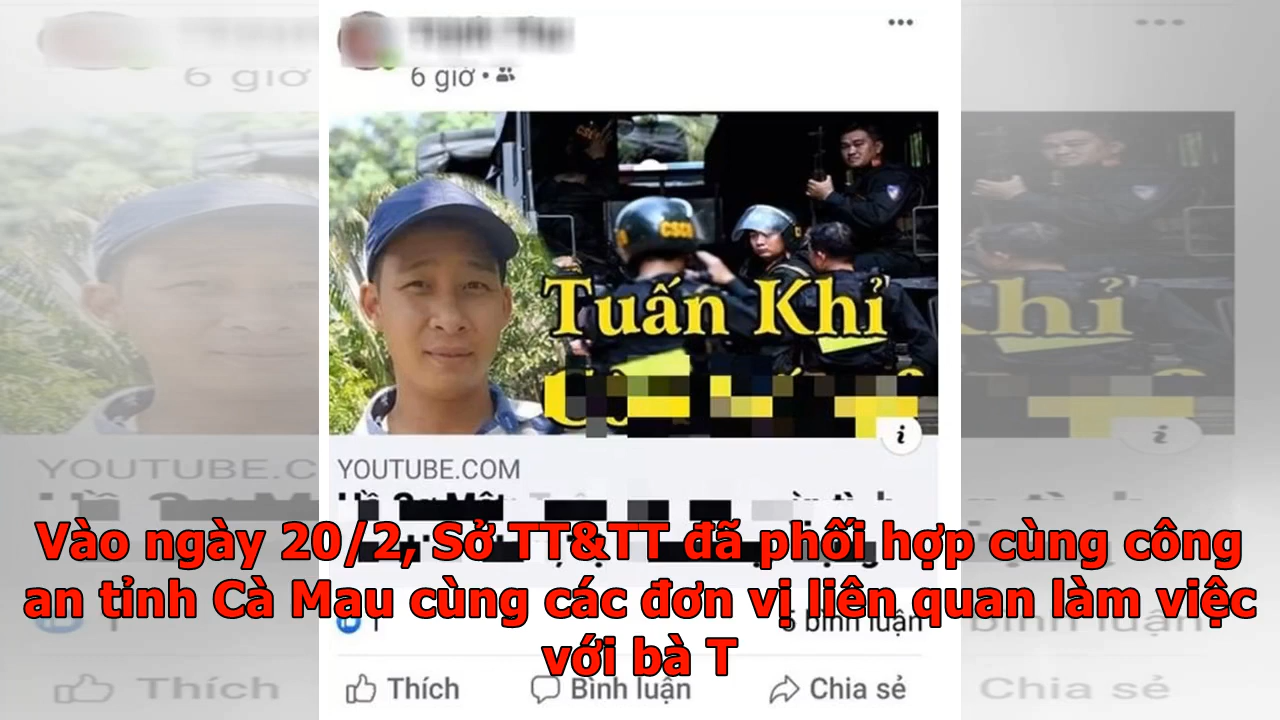 6 giờ
CSCĐ
Tuấn Khỉ
YOUTUBE.COM
Vào ngày 20/2, Sở TT&TT đã phối hợp cùng công
an tỉnh Cà Mau cùng các đơn vị liên quan làm việc
với bà T
5 bình luận
Thích
Bình luận
Chia sẻ